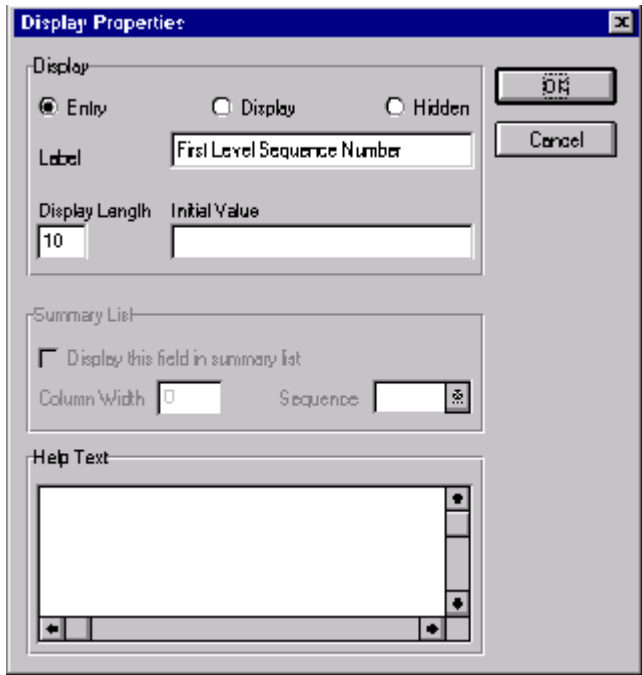 Display Properties
Display
Entry Display Hidden
Label First Level Sequence Number
Display Length Initial Value
10
OK
Cancel
Summary List
Display this field in summary list
Column Width 0 Sequence
Help Text